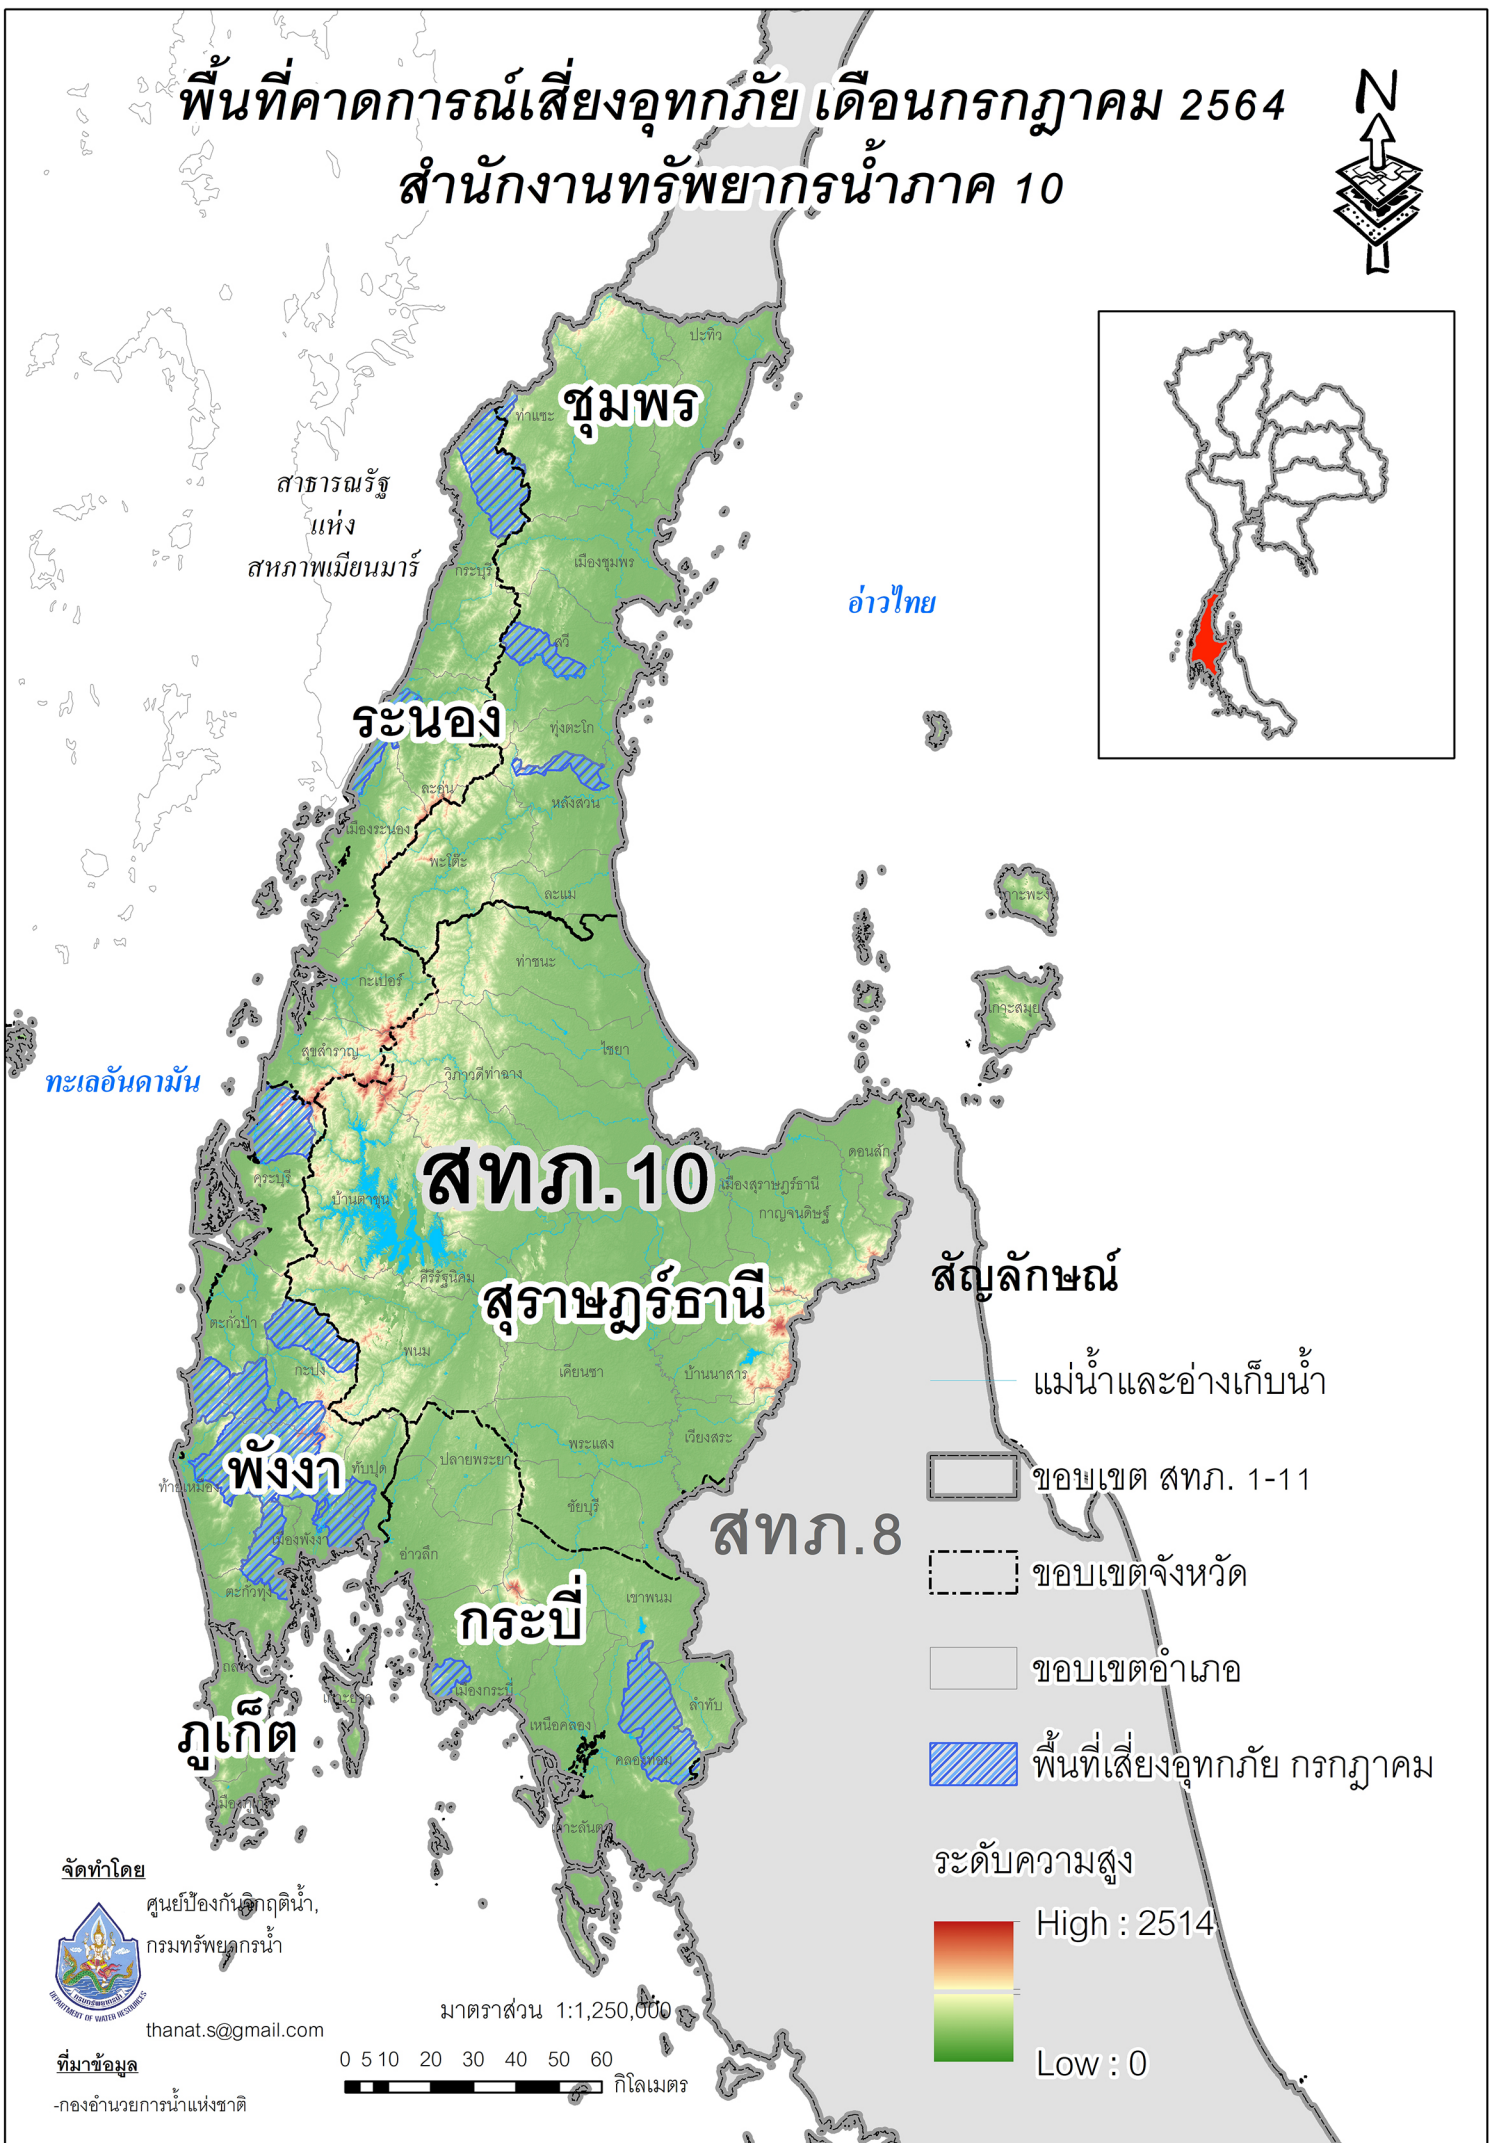 พื้นที่คาดการณ์เสี่ยงอุทกภัย เดือนกรกฎาคม 2564
สำนักงานทรัพยากรน้ำภาค 10
N
ปะทิว
ท่าแซะ
ชุมพร
สาธารณรัฐ
แห่ง
สหภาพเมียนมาร์
กระบุรี
เมืองชุมพร
อ่าวไทย
สวี
ระนอง
ทุ่งตะโก
ละอุ่น
หลังสวน
เมืองระนอง
พะโต๊ะ
ละแม
เกาะพะงัน
ท่าชนะ
กะเปอร์
เกาะสมุย
สุขสำราญ
ไชยา
วิภาวดี
ท่าฉาง
ทะเลอันดามัน
ดอนสัก
คุระบุรี
สทภ.10
เมืองสุราษฎร์ธานี
บ้านตาขุน
กาญจนดิษฐ์
คีรีรัฐนิคม
สุราษฎร์ธานี
ตะกั่วป่า
พนม
กะปง
เคียนซา
บ้านนาสาร
เวียงสระ
พระแสง
ปลายพระยา
พังงา
ทับปุด
ท้ายเหมือง
ชัยบุรี
สทภ.8
เมืองพังงา
อ่าวลึก
ตะกั่วทุ่ง
เขาพนม
กระบี่
เมืองกระบี่
ลำทับ
เหนือคลอง
ภูเก็ต
คลองท่อม
เกาะลันตา
สัญลักษณ์
แม่น้ำและอ่างเก็บน้ำ
ขอบเขต สทภ. 1-11
ขอบเขตจังหวัด
ขอบเขตอำเภอ
พื้นที่เสี่ยงอุทกภัย กรกฎาคม
ระดับความสูง
High : 2514
Low : 0
จัดทำโดย
ศูนย์ป้องกันวิกฤติน้ำ,
กรมทรัพยากรน้ำ
กรมทรัพยากรน้ำ
DEPARTMENT OF WATER RESOURCES
thanat.s@gmail.com
ที่มาข้อมูล
-กองอำนวยการน้ำแห่งชาติ
มาตราส่วน 1:1,250,000
0 5 10 20 30 40 50 60
กิโลเมตร